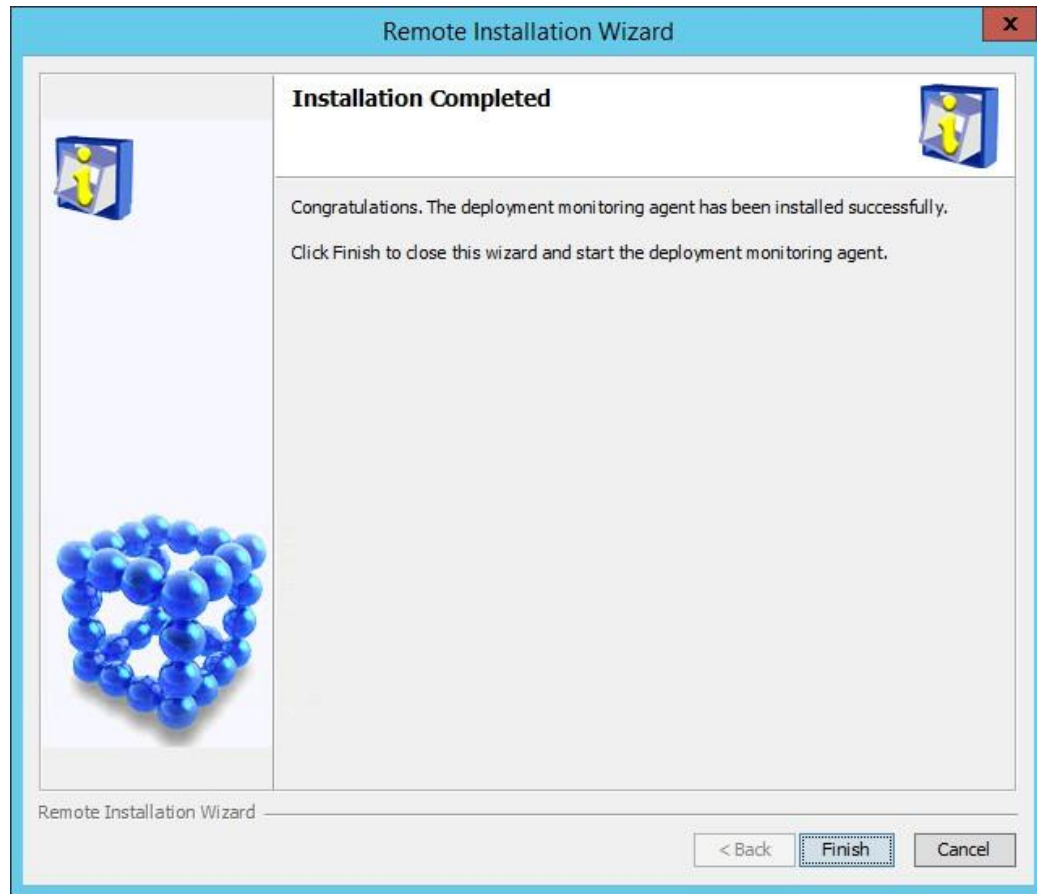 Remote Installation Wizard
x
Installation Completed
Congratulations. The deployment monitoring agent has been installed successfully.
Click Finish to close this wizard and start the deployment monitoring agent.
Remote Installation Wizard
< Back
Finish
Cancel